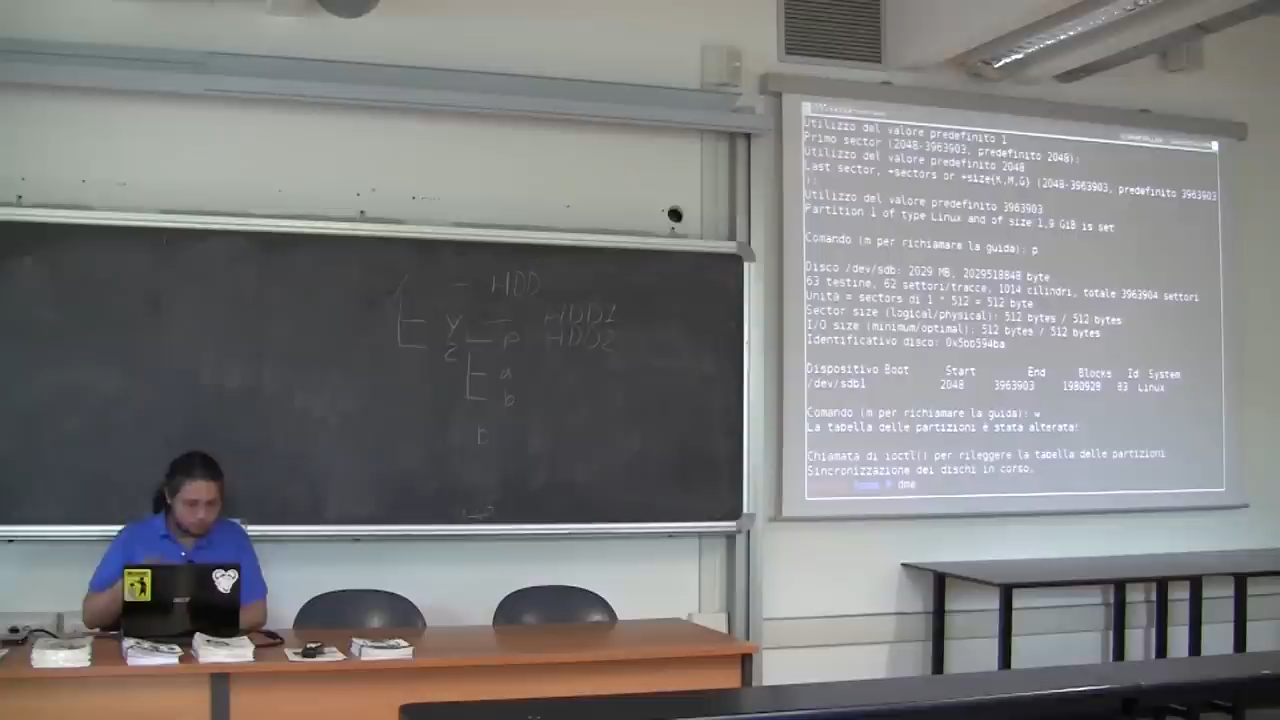 HDD
y HDD1
z p HDD2
a
b
b
Utilizzo del valore predefinito 1
Primo sector (2048-3963903, predefinito 2048):
Utilizzo del valore predefinito 2048
Last sector, +sectors or +size{K,M,G} (2048-3963903, predefinito 3963903
):
Utilizzo del valore predefinito 3963903
Partition 1 of type Linux and of size 1,9 GiB is set
Comando (m per richiamare la guida): p
Disco /dev/sdb: 2029 MB, 2029518848 byte
63 testine, 62 settori/tracce, 1014 cilindri, totale 3963904 settori
Unità = sectors di 1 * 512 = 512 byte
Sector size (logical/physical): 512 bytes / 512 bytes
I/O size (minimum/optimal): 512 bytes / 512 bytes
Identificativo disco: 0x5bb594ba
Dispositivo Boot Start End Blocks Id System
/dev/sdb1 2048 3963903 1980928 83 Linux
Comando (m per richiamare la guida): w
La tabella delle partizioni è stata alterata!
Chiamata di ioctl() per rileggere la tabella delle partizioni
Sincronizzazione dei dischi in corso.
# dme